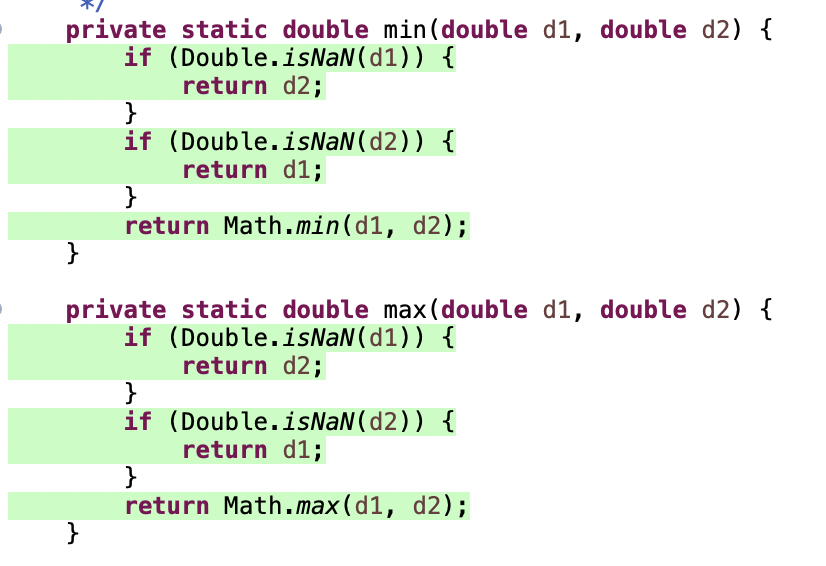 */
private static double min(double d1, double d2) {
if (Double.isNaN(d1)) {
return d2;
}
if (Double.isNaN(d2)) {
return d1;
}
return Math.min(d1, d2);
}
private static double max(double d1, double d2) {
if (Double.isNaN(d1)) {
return d2;
}
if (Double.isNaN(d2)) {
return d1;
}
return Math.max(d1, d2);
}